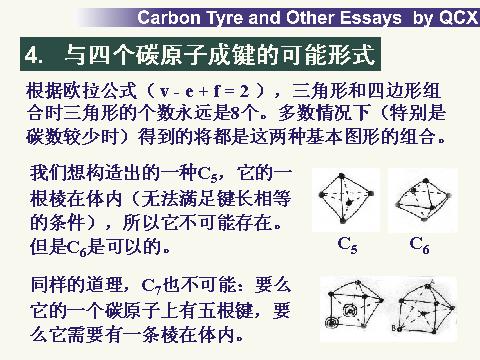 Carbon Tyre and Other Essays by QCX
4. 与四个碳原子成键的可能形式
根据欧拉公式（v - e + f = 2），三角形和四边形组
合时三角形的个数永远是8个。多数情况下（特别是
碳数较少时）得到的将都是这两种基本图形的组合。
我们想构造出的一种C5，它的一
根棱在体内（无法满足键长相等
的条件），所以它不可能存在。
但是C6是可以的。
C5 C6
同样的道理，C7也不可能：要么
它的一个碳原子上有五根键，要
么它需要有一条棱在体内。